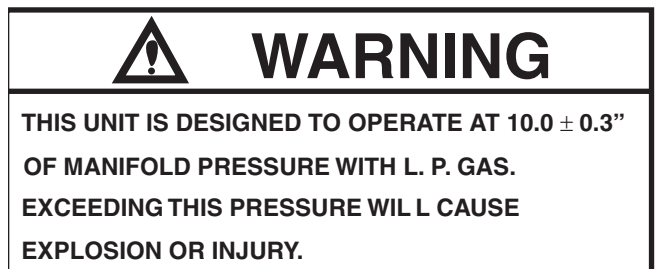 WARNING
THIS UNIT IS DESIGNED TO OPERATE AT 10.0 ± 0.3”
OF MANIFOLD PRESSURE WITH L. P. GAS.
EXCEEDING THIS PRESSURE WIL L CAUSE
EXPLOSION OR INJURY.